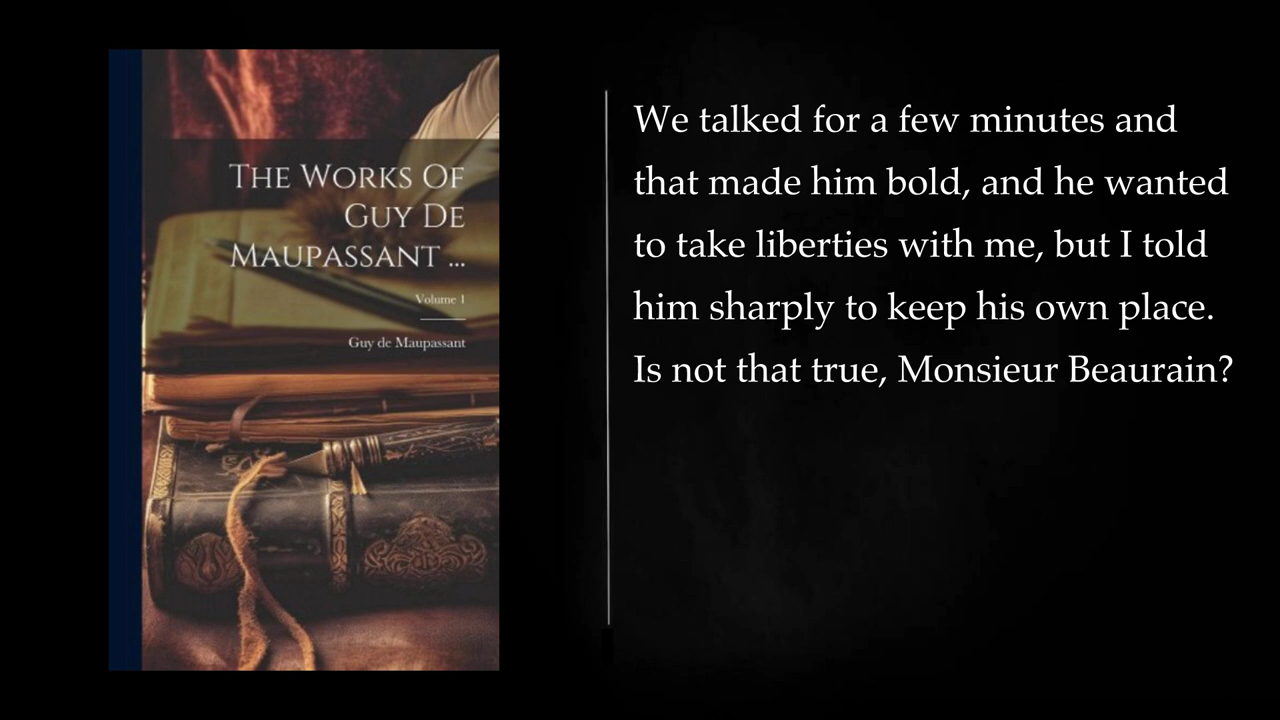 THE WORKS OF
GUY DE
MAUPASSANT ...
Volume 1
Guy de Maupassant
We talked for a few minutes and
that made him bold, and he wanted
to take liberties with me, but I told
him sharply to keep his own place.
Is not that true, Monsieur Beaurain?